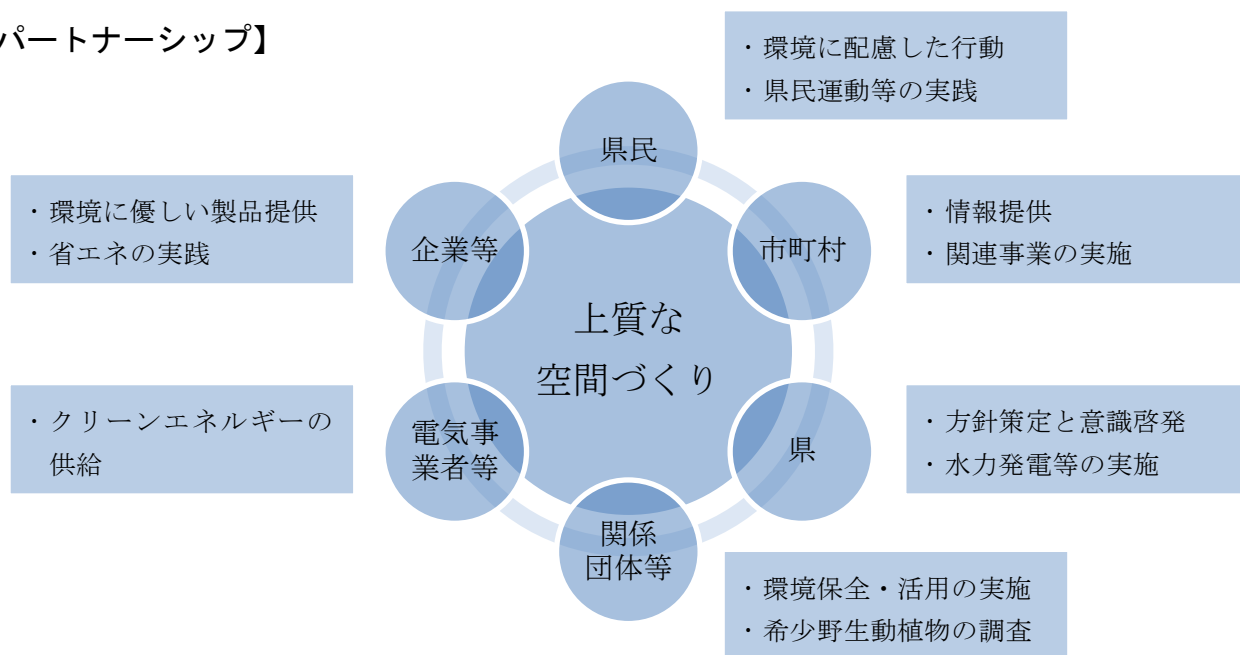 パートナーシップ】
・環境に配慮した行動
・県民運動等の実践
県民
・環境に優しい製品提供
・省エネの実践
企業等
市町村
・情報提供
・関連事業の実施
上質な
空間づくり
・クリーンエネルギーの
供給
電気事
業者等
県
・方針策定と意識啓発
・水力発電等の実施
関係
団体等
・環境保全・活用の実施
・希少野生動植物の調査